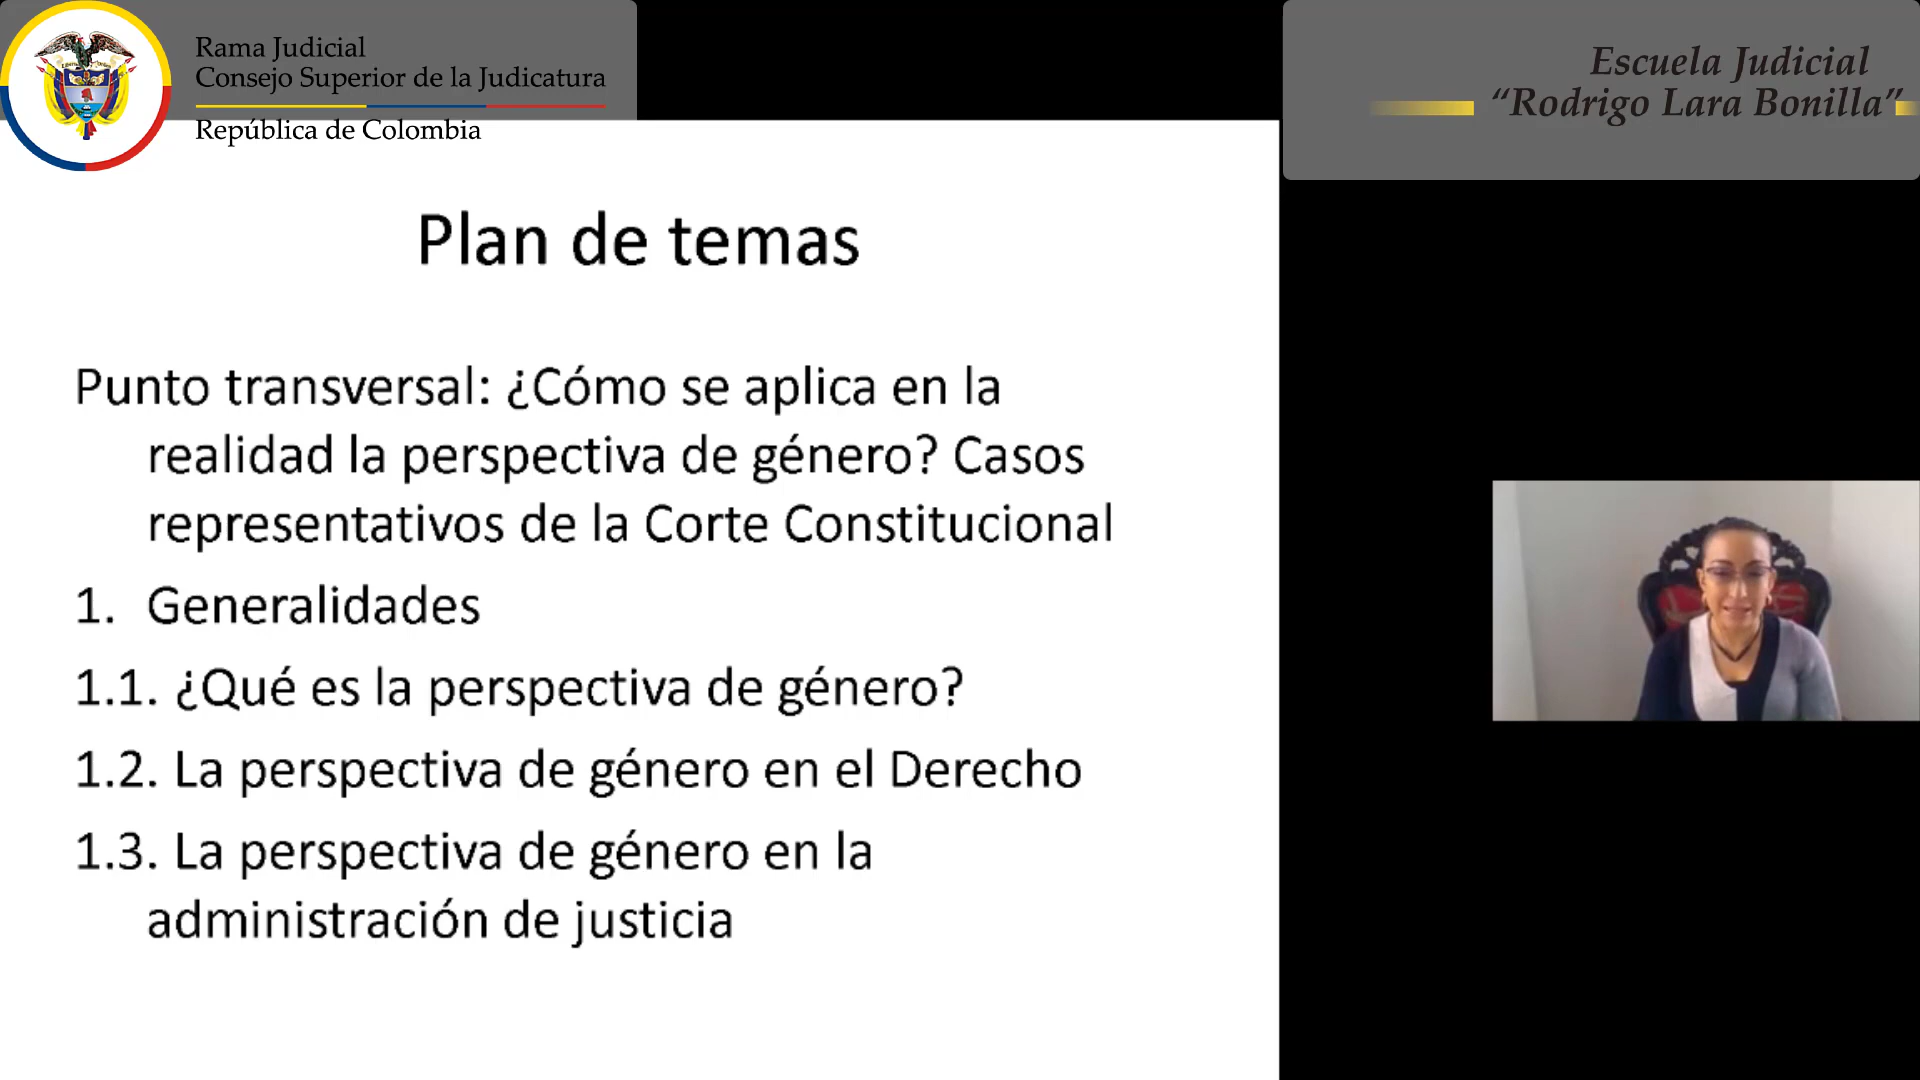 Rama Judicial
Consejo Superior de la Judicatura
República de Colombia
Escuela Judicial
“Rodrigo Lara Bonilla”
Plan de temas
Punto transversal: ¿Cómo se aplica en la
realidad la perspectiva de género? Casos
representativos de la Corte Constitucional
1. Generalidades
1.1. ¿Qué es la perspectiva de género?
1.2. La perspectiva de género en el Derecho
1.3. La perspectiva de género en la
administración de justicia